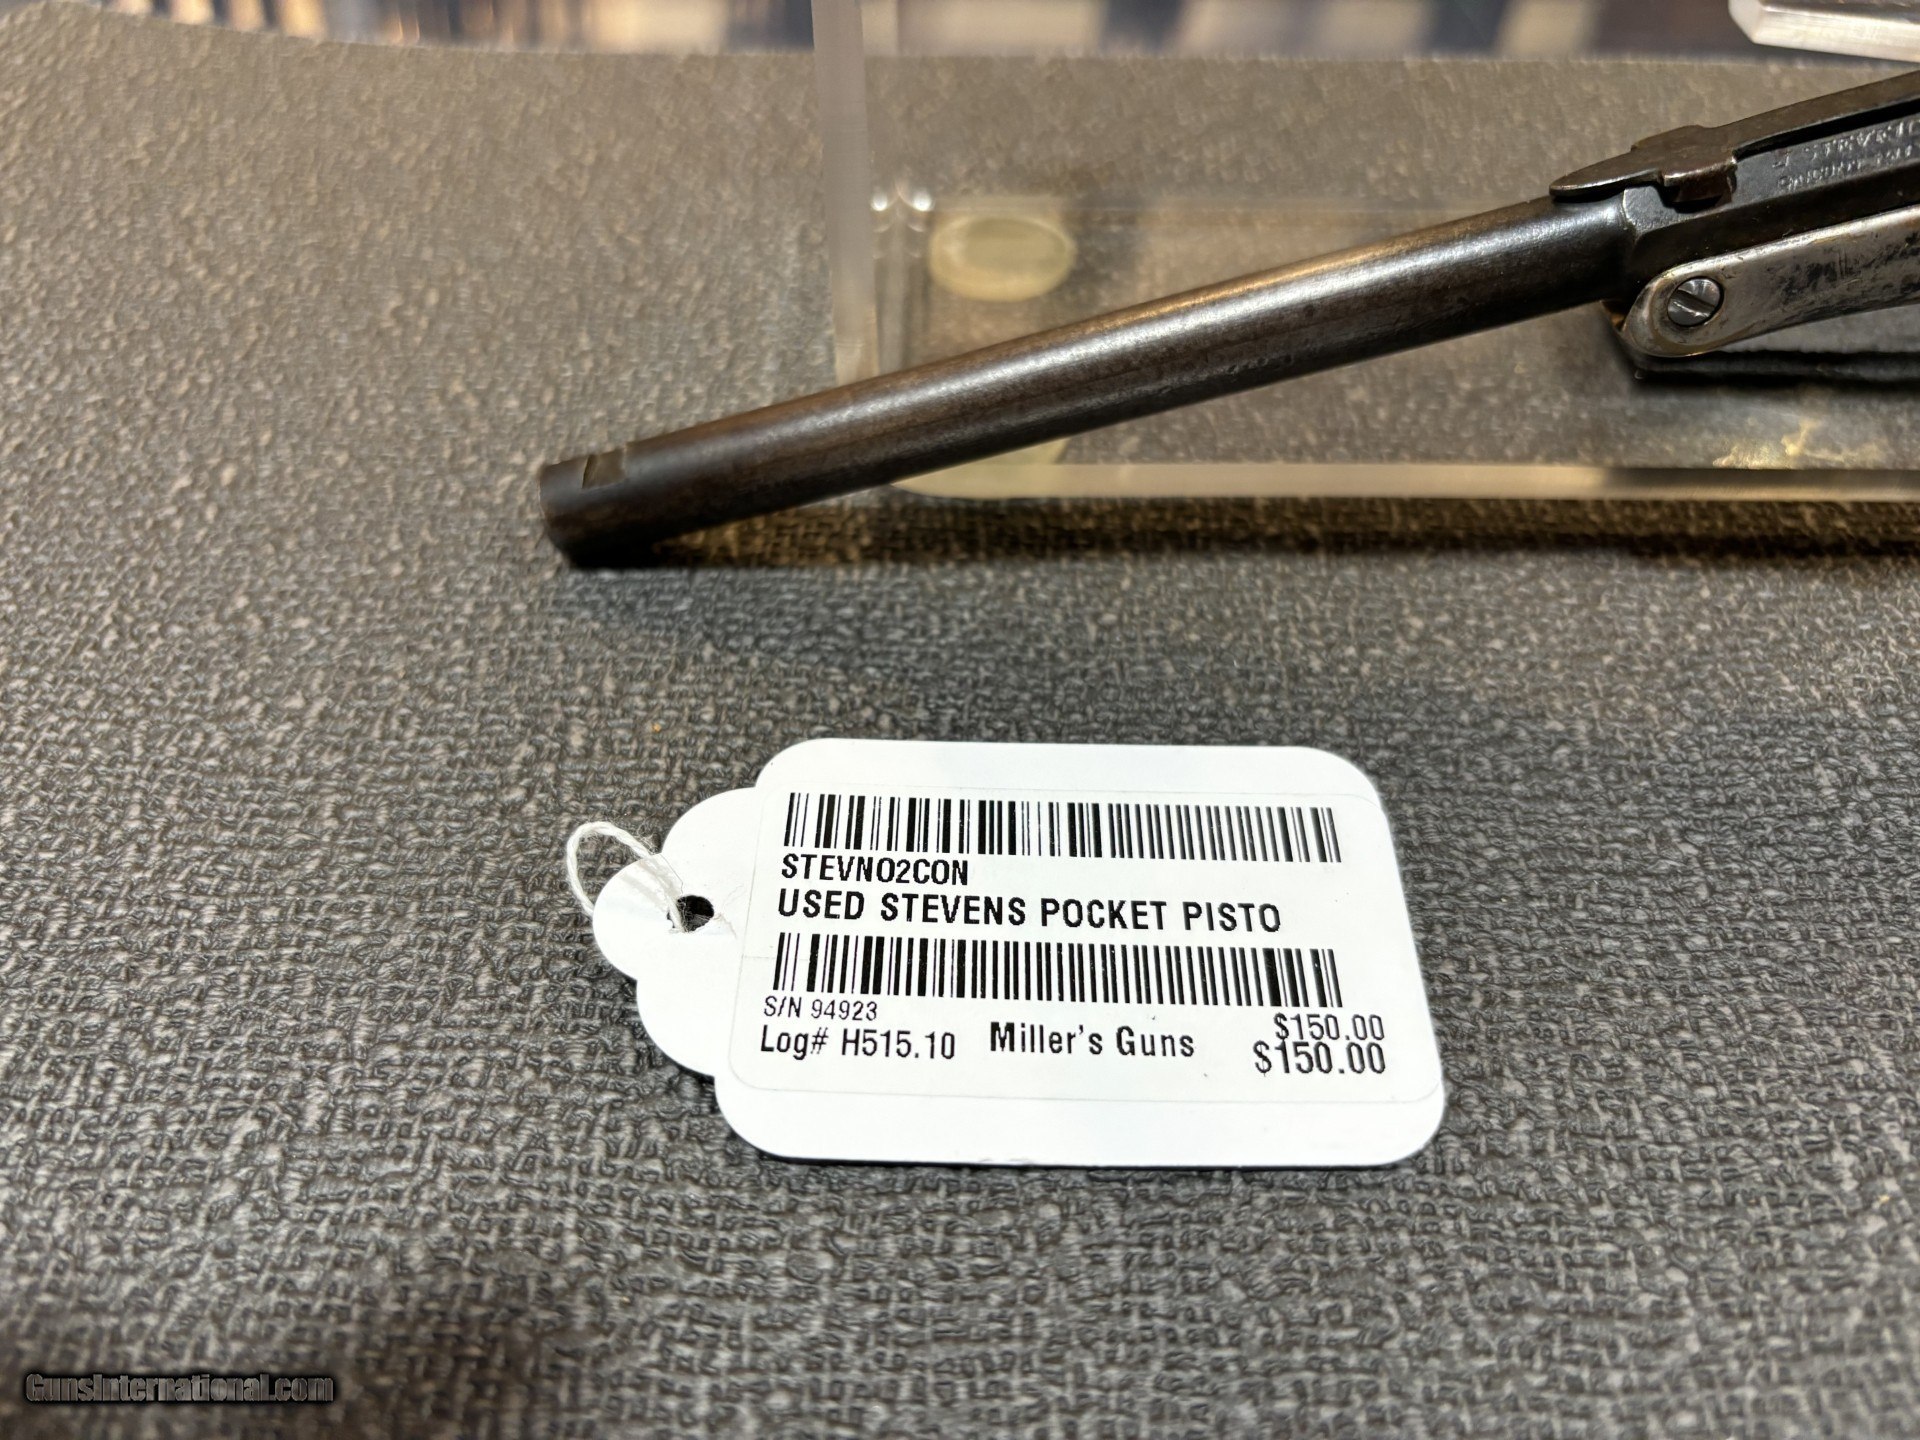 STEVNO2CON
USED STEVENS POCKET PISTO
S/N 94923
$150.00
Log# H515.10 Miller's Guns $150.00
GunsInternational.com